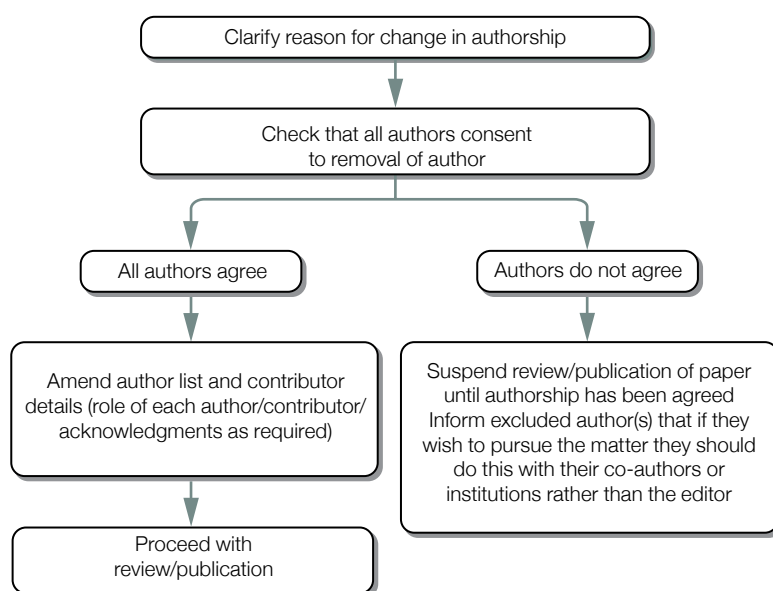 Clarify reason for change in authorship
Check that all authors consent
to removal of author
All authors agree
Authors do not agree
Amend author list and contributor
details (role of each author/contributor/
acknowledgments as required)
Suspend review/publication of paper
until authorship has been agreed
Inform excluded author(s) that if they
wish to pursue the matter they should
do this with their co-authors or
institutions rather than the editor
Proceed with
review/publication